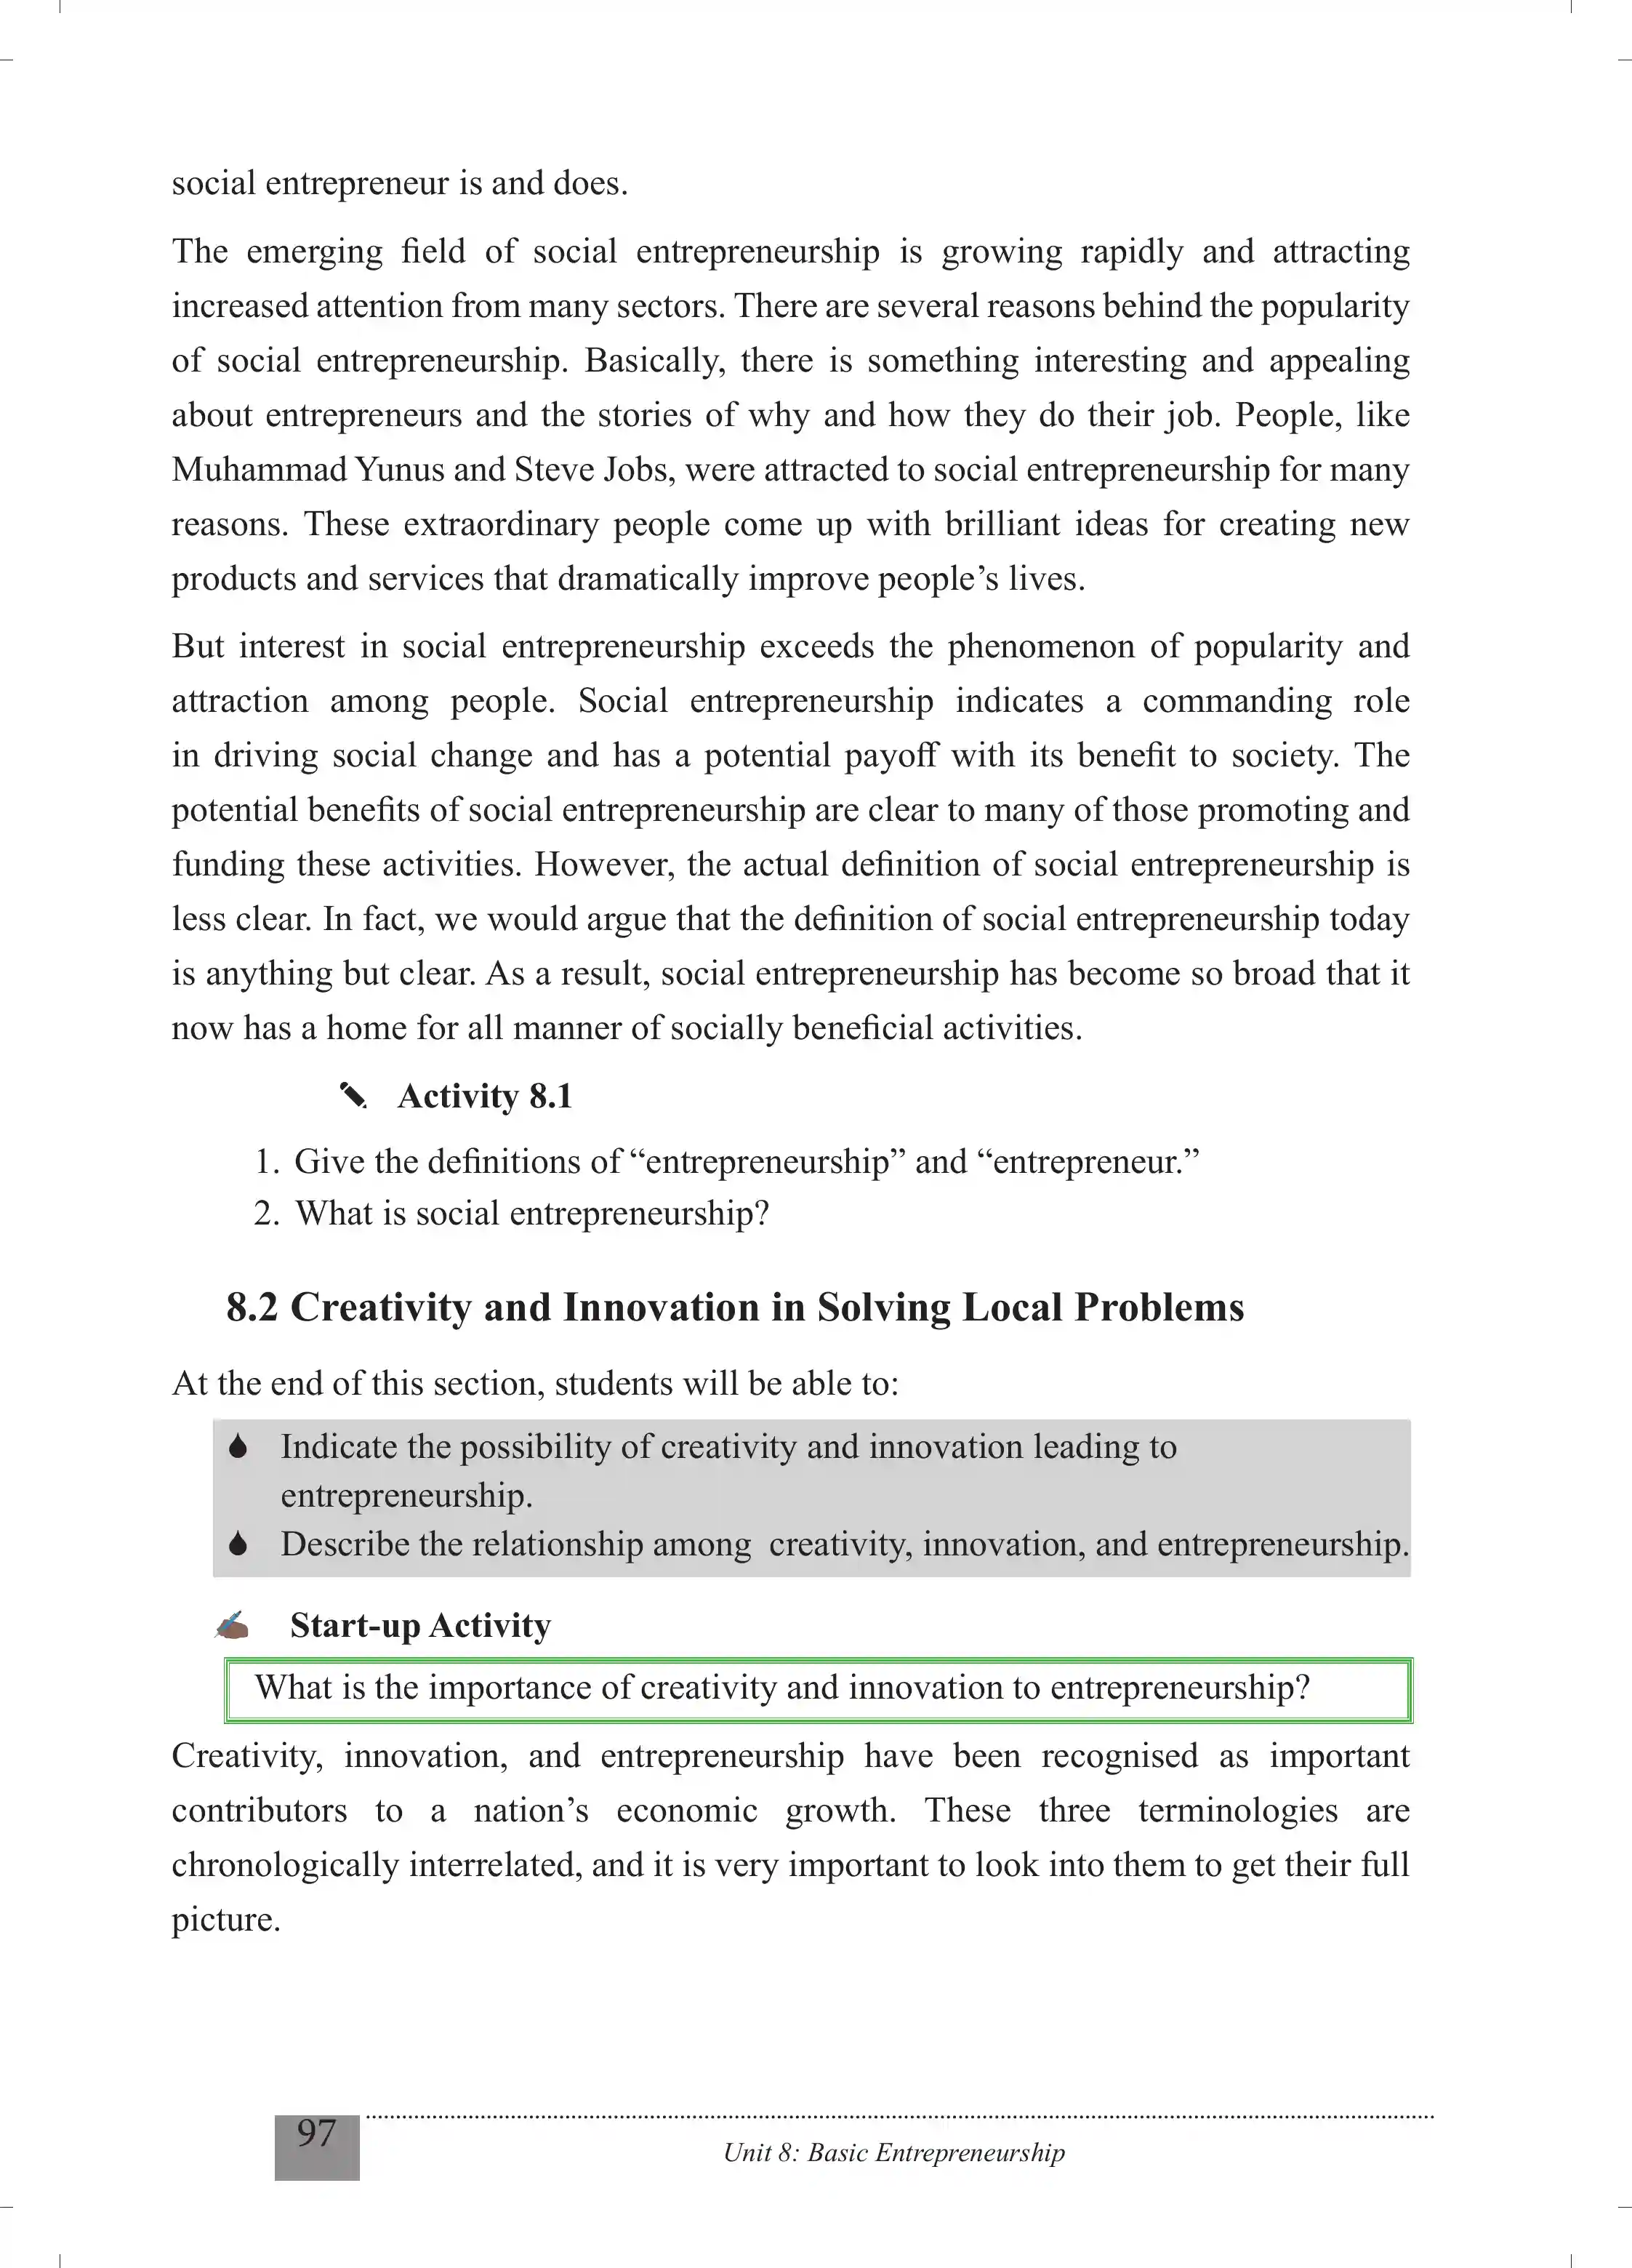 social entrepreneur is and does.
The emerging field of social entrepreneurship is growing rapidly and attracting
increased attention from many sectors. There are several reasons behind the popularity
of social entrepreneurship. Basically, there is something interesting and appealing
about entrepreneurs and the stories of why and how they do their job. People, like
Muhammad Yunus and Steve Jobs, were attracted to social entrepreneurship for many
reasons. These extraordinary people come up with brilliant ideas for creating new
products and services that dramatically improve people’s lives.
But interest in social entrepreneurship exceeds the phenomenon of popularity and
attraction among people. Social entrepreneurship indicates a commanding role
in driving social change and has a potential payoff with its benefit to society. The
potential benefits of social entrepreneurship are clear to many of those promoting and
funding these activities. However, the actual definition of social entrepreneurship is
less clear. In fact, we would argue that the definition of social entrepreneurship today
is anything but clear. As a result, social entrepreneurship has become so broad that it
now has a home for all manner of socially beneficial activities.
Activity 8.1
1. Give the definitions of “entrepreneurship” and “entrepreneur.”
2. What is social entrepreneurship?
8.2 Creativity and Innovation in Solving Local Problems
At the end of this section, students will be able to:
Indicate the possibility of creativity and innovation leading to
entrepreneurship.
Describe the relationship among creativity, innovation, and entrepreneurship.
Start-up Activity
What is the importance of creativity and innovation to entrepreneurship?
Creativity, innovation, and entrepreneurship have been recognised as important
contributors to a nation’s economic growth. These three terminologies are
chronologically interrelated, and it is very important to look into them to get their full
picture.
97
Unit 8: Basic Entrepreneurship